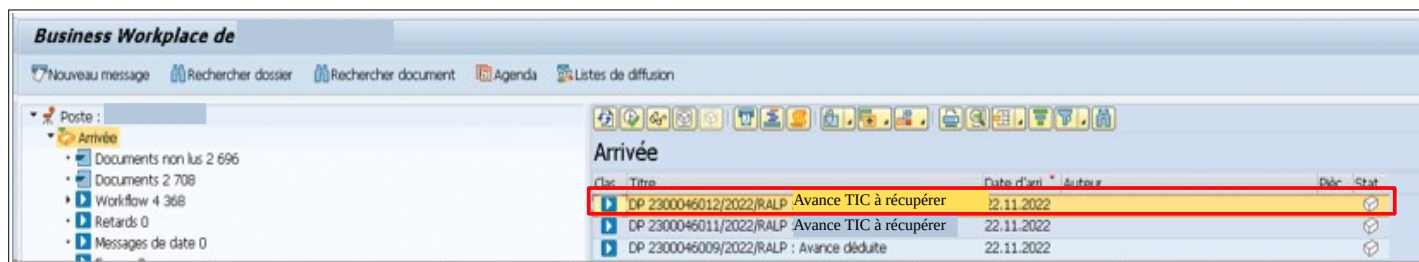 Business Workplace de
Nouveau message Rechercher dossier Rechercher document Agenda Listes de diffusion
Poste :
Arrivée
Documents non lus 2 696
Documents 2 708
Workflow 4 368
Retards 0
Messages de date 0
Arrivée
Clas Titre Date d'arri Auteur Pièc Stat
DP 2300046012/2022/RALP : Avance TIC à récupérer 22.11.2022
DP 2300046011/2022/RALP : Avance TIC à récupérer 22.11.2022
DP 2300046009/2022/RALP : Avance déduite 22.11.2022